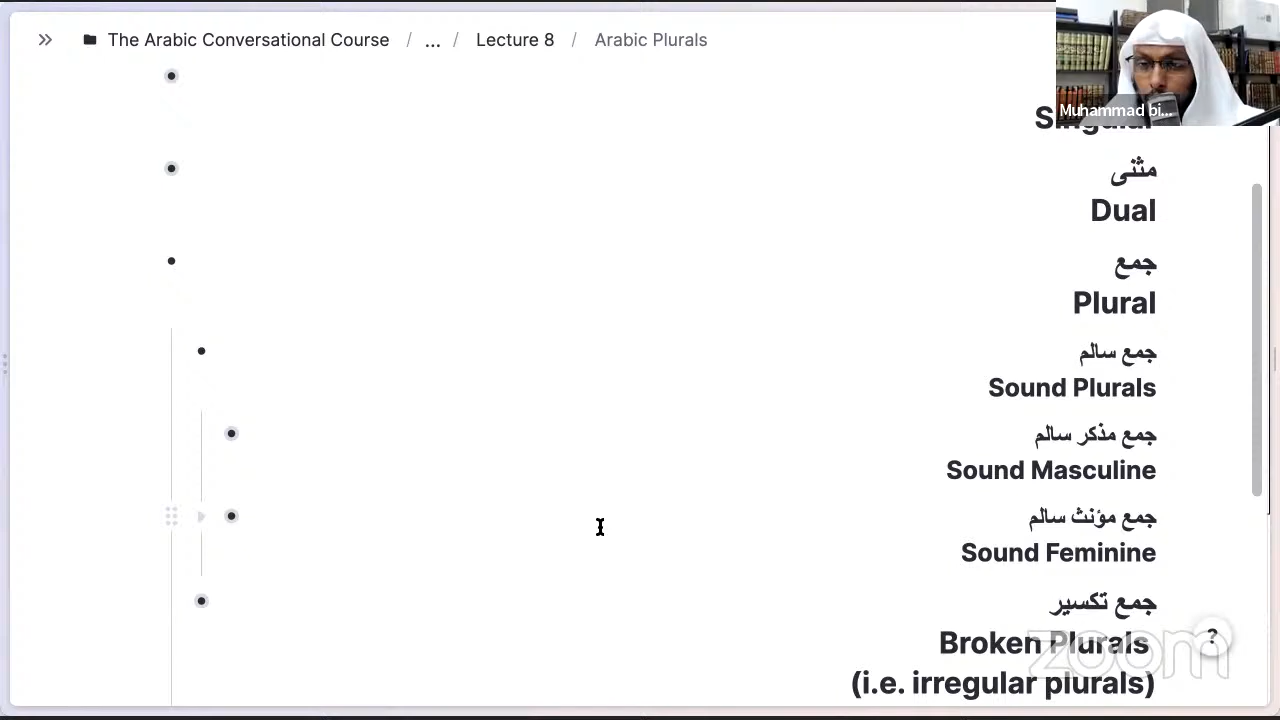 The Arabic Conversational Course / ... / Lecture 8 / Arabic Plurals
Muhammad bi...
Singular
مثنى
Dual
جمع
Plural
جمع سالم
Sound Plurals
جمع مذكر سالم
Sound Masculine
جمع مؤنث سالم
Sound Feminine
جمع تكسير
Broken Plurals
(i.e. irregular plurals)
zoom
?